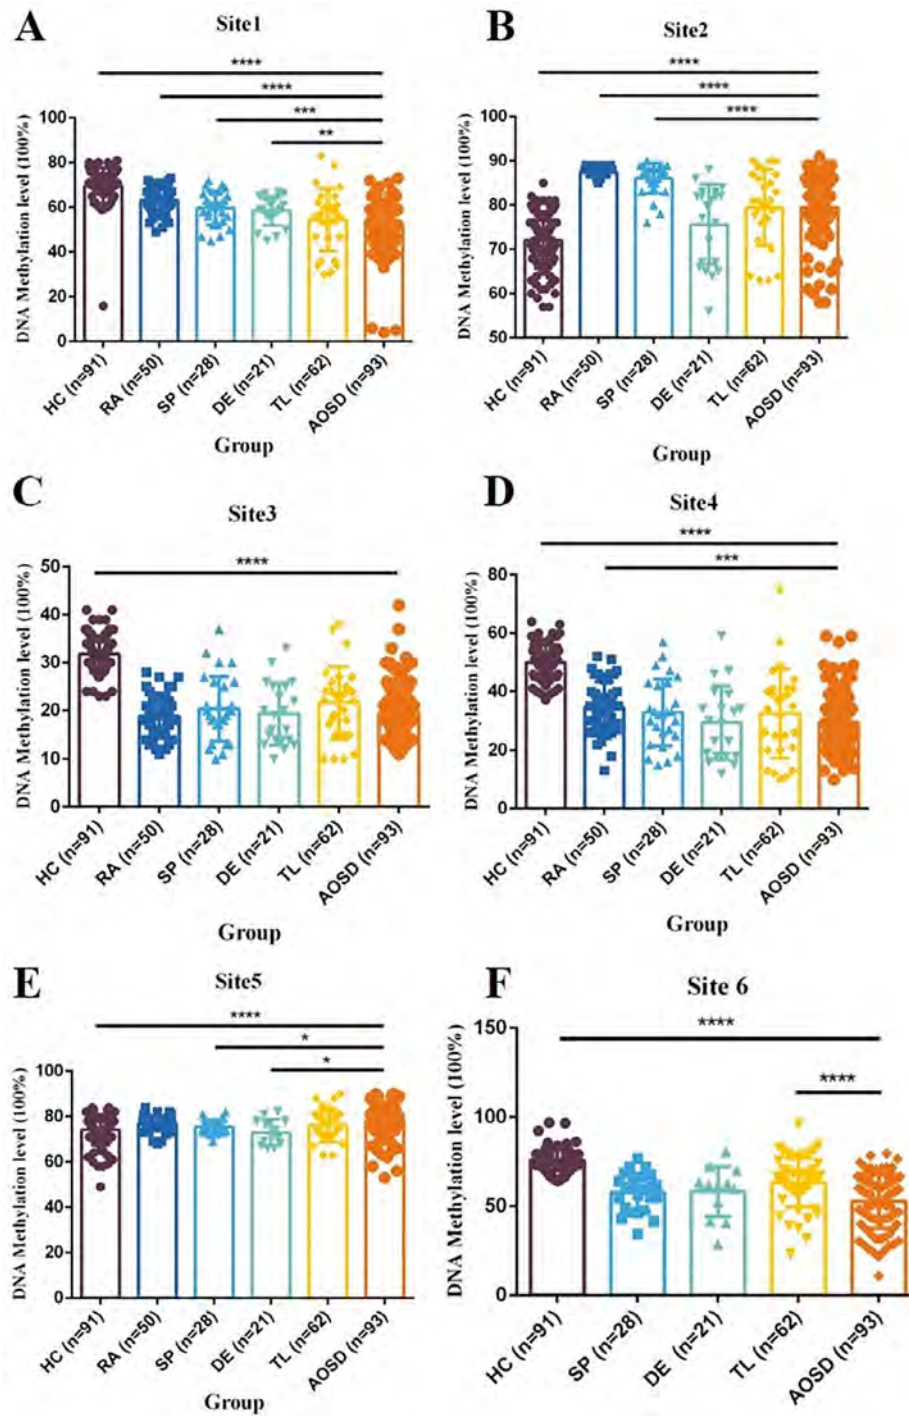 A
Site1
****
****
***
**
DNA Methylation level (100%)
100
80
60
40
20
0
HC (n=91)
RA (n=50)
SP (n=28)
DE (n=21)
TL (n=62)
AOSD (n=93)
Group
B
Site2
****
****
****
DNA Methylation level (100%)
100
90
80
70
60
50
HC (n=91)
RA (n=50)
SP (n=28)
DE (n=21)
TL (n=62)
AOSD (n=93)
Group
C
Site3
****
DNA Methylation level (100%)
50
40
30
20
10
0
HC (n=91)
RA (n=50)
SP (n=28)
DE (n=21)
TL (n=62)
AOSD (n=93)
Group
D
Site4
****
***
DNA Methylation level (100%)
80
60
40
20
0
HC (n=91)
RA (n=50)
SP (n=28)
DE (n=21)
TL (n=62)
AOSD (n=93)
Group
E
Site5
****
*
*
DNA Methylation level (100%)
100
80
60
40
20
0
HC (n=91)
RA (n=50)
SP (n=28)
DE (n=21)
TL (n=62)
AOSD (n=93)
Group
F
Site 6
****
****
DNA Methylation level (100%)
150
100
50
0
HC (n=91)
SP (n=28)
DE (n=21)
TL (n=62)
AOSD (n=93)